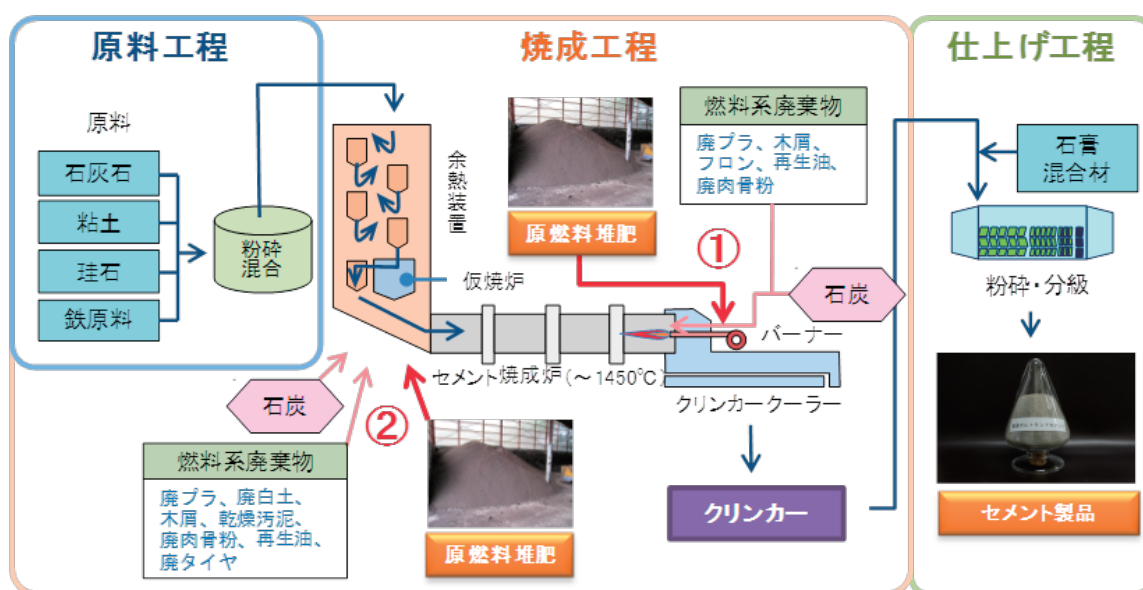 原料工程
焼成工程
仕上げ工程
原料
石灰石
粘土
珪石
鉄原料
粉砕
混合
余熱装置
仮焼炉
原燃料堆肥
①
燃料系廃棄物
廃プラ、木屑、
フロン、再生油、
廃肉骨粉
石炭
バーナー
セメント焼成炉(~1450℃)
クリンカークーラー
石炭
②
燃料系廃棄物
廃プラ、廃白土、
木屑、乾燥汚泥、
廃肉骨粉、再生油、
廃タイヤ
原燃料堆肥
クリンカー
石膏
混合材
粉砕・分級
セメント製品